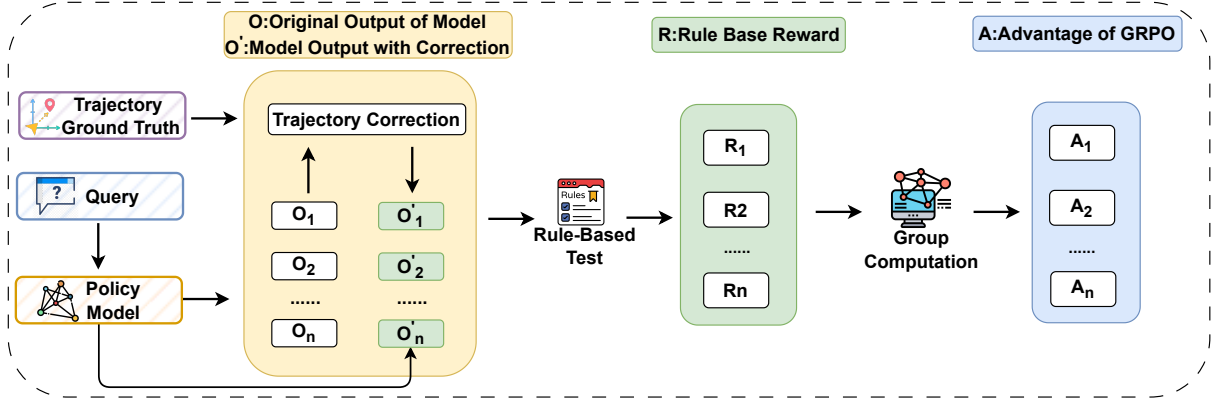 O:Original Output of Model
O':Model Output with Correction
R:Rule Base Reward
A:Advantage of GRPO
Trajectory
Ground Truth
Query
Policy
Model
Trajectory Correction
O1
O'1
O2
O'2
......
......
On
O'n
Rules
Rule-Based
Test
R1
R2
......
Rn
Group
Computation
A1
A2
......
An